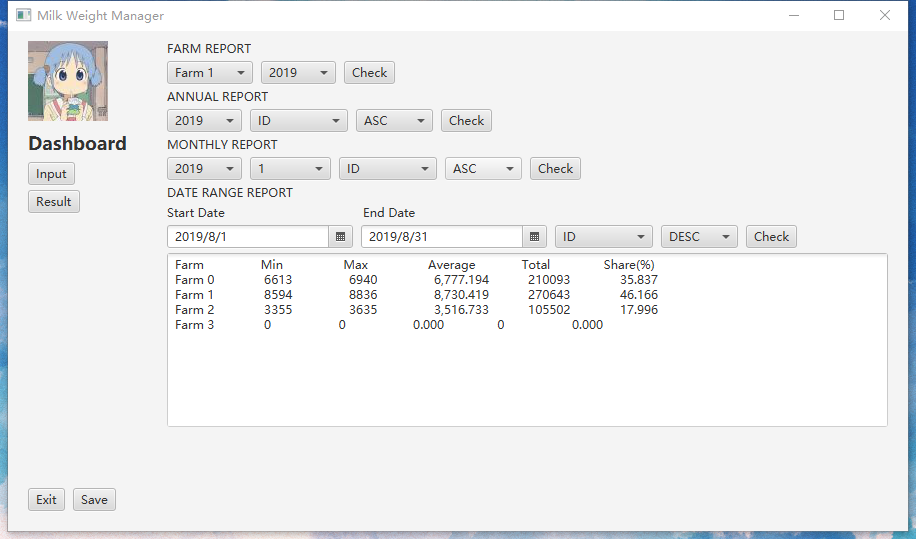 Milk Weight Manager
Dashboard
Input
Result
FARM REPORT
Farm 1 2019 Check
ANNUAL REPORT
2019 ID ASC Check
MONTHLY REPORT
2019 1 ID ASC Check
DATE RANGE REPORT
Start Date End Date
2019/8/1 2019/8/31 ID DESC Check
Farm Min Max Average Total Share(%)
Farm 0 6613 6940 6,777.194 210093 35.837
Farm 1 8594 8836 8,730.419 270643 46.166
Farm 2 3355 3635 3,516.733 105502 17.996
Farm 3 0 0 0.000 0 0.000
Exit Save